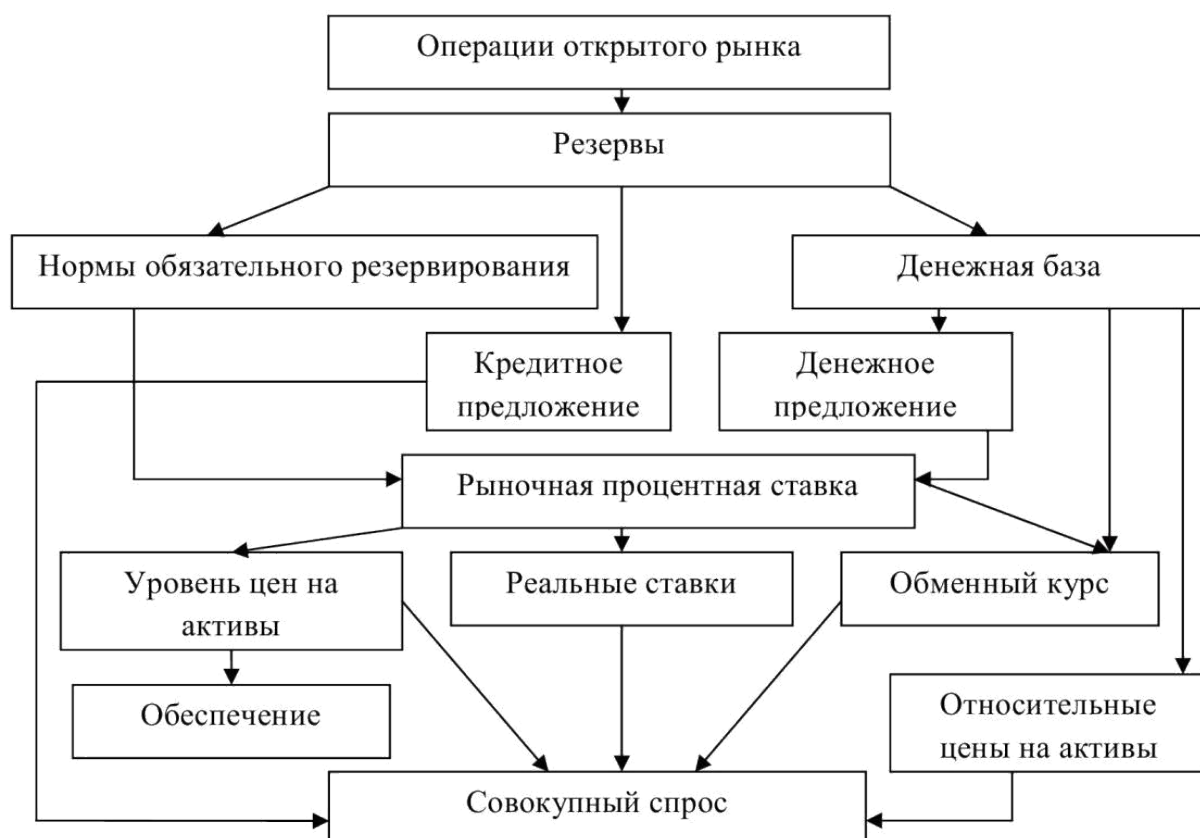 Операции открытого рынка
Резервы
Нормы обязательного резервирования
Денежная база
Кредитное
предложение
Денежное
предложение
Рыночная процентная ставка
Уровень цен на
активы
Реальные ставки
Обменный курс
Обеспечение
Относительные
цены на активы
Совокупный спрос